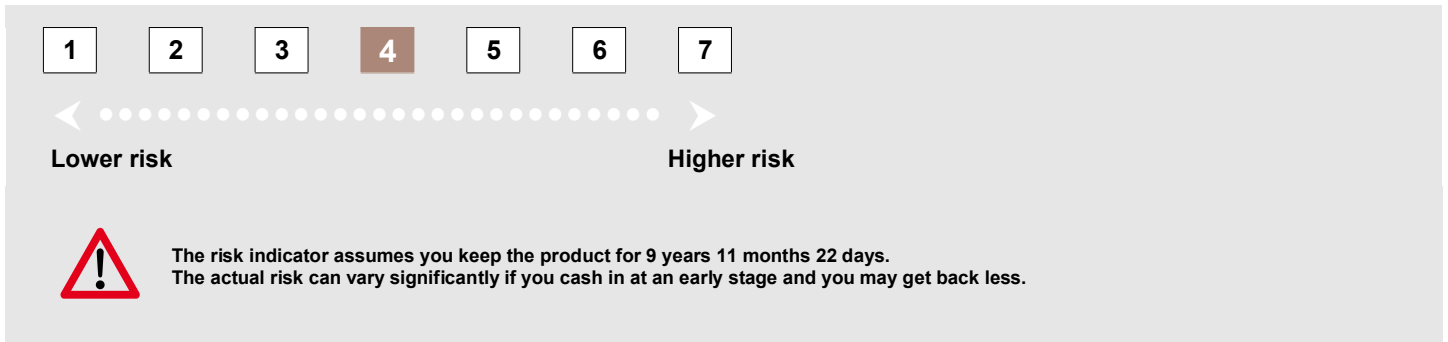 1 2 3 4 5 6 7
Lower risk Higher risk
The risk indicator assumes you keep the product for 9 years 11 months 22 days.
The actual risk can vary significantly if you cash in at an early stage and you may get back less.